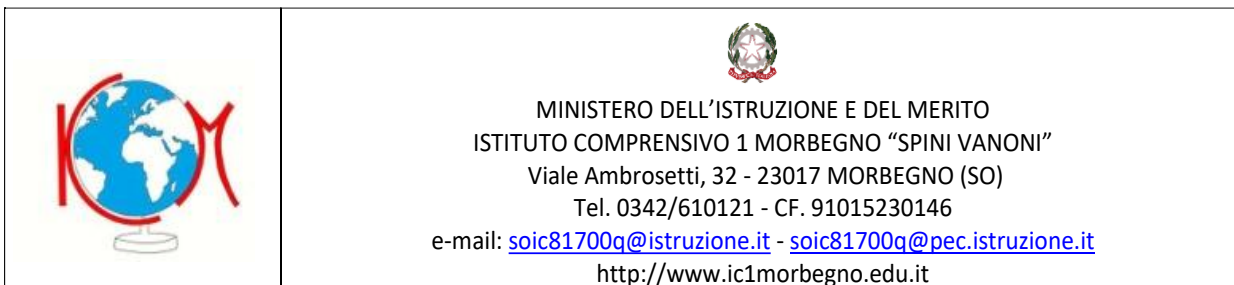 MINISTERO DELL’ISTRUZIONE E DEL MERITO
ISTITUTO COMPRENSIVO 1 MORBEGNO “SPINI VANONI”
Viale Ambrosetti, 32 - 23017 MORBEGNO (SO)
Tel. 0342/610121 - CF. 91015230146
e-mail: soic81700q@istruzione.it - soic81700q@pec.istruzione.it
http://www.ic1morbegno.edu.it